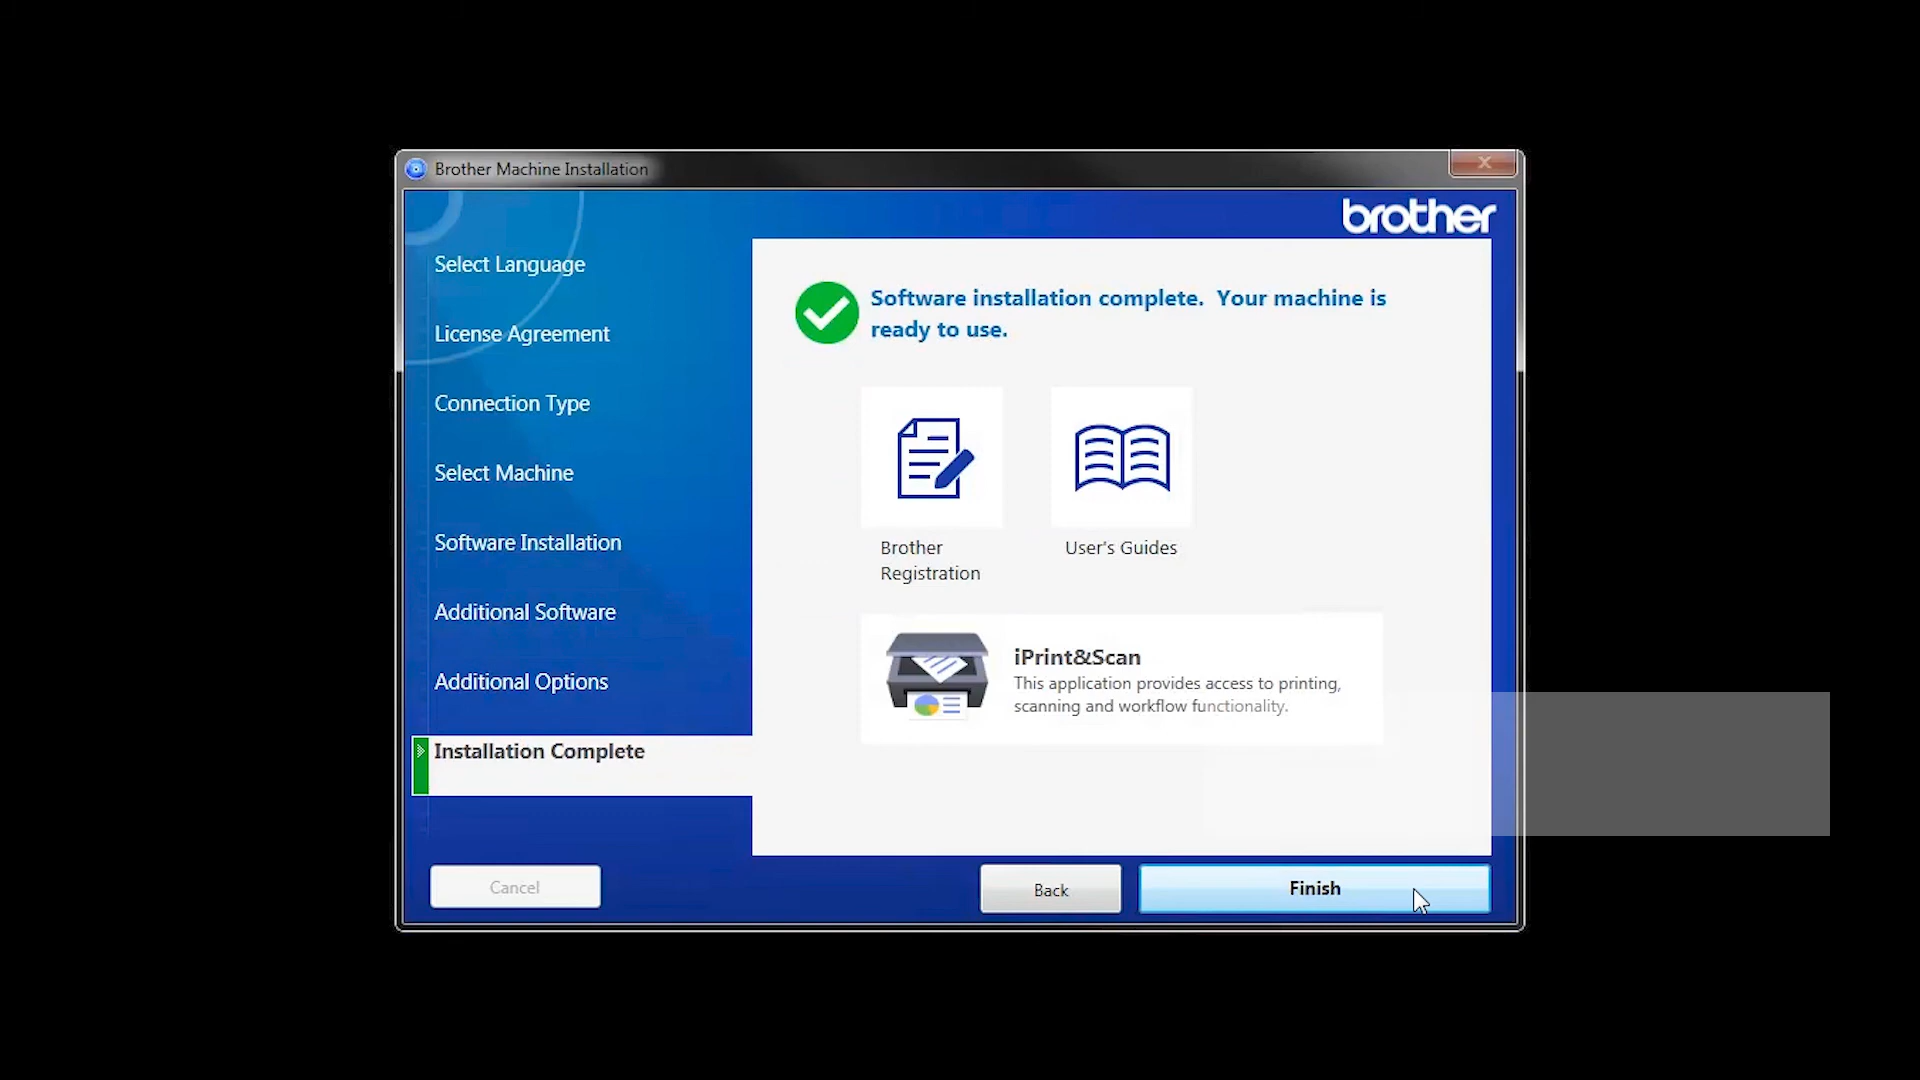 Brother Machine Installation
brother
Select Language
License Agreement
Connection Type
Select Machine
Software Installation
Additional Software
Additional Options
Installation Complete
Software installation complete. Your machine is
ready to use.
Brother
Registration
User's Guides
iPrint&Scan
This application provides access to printing,
scanning and workflow functionality.
Cancel
Back
Finish